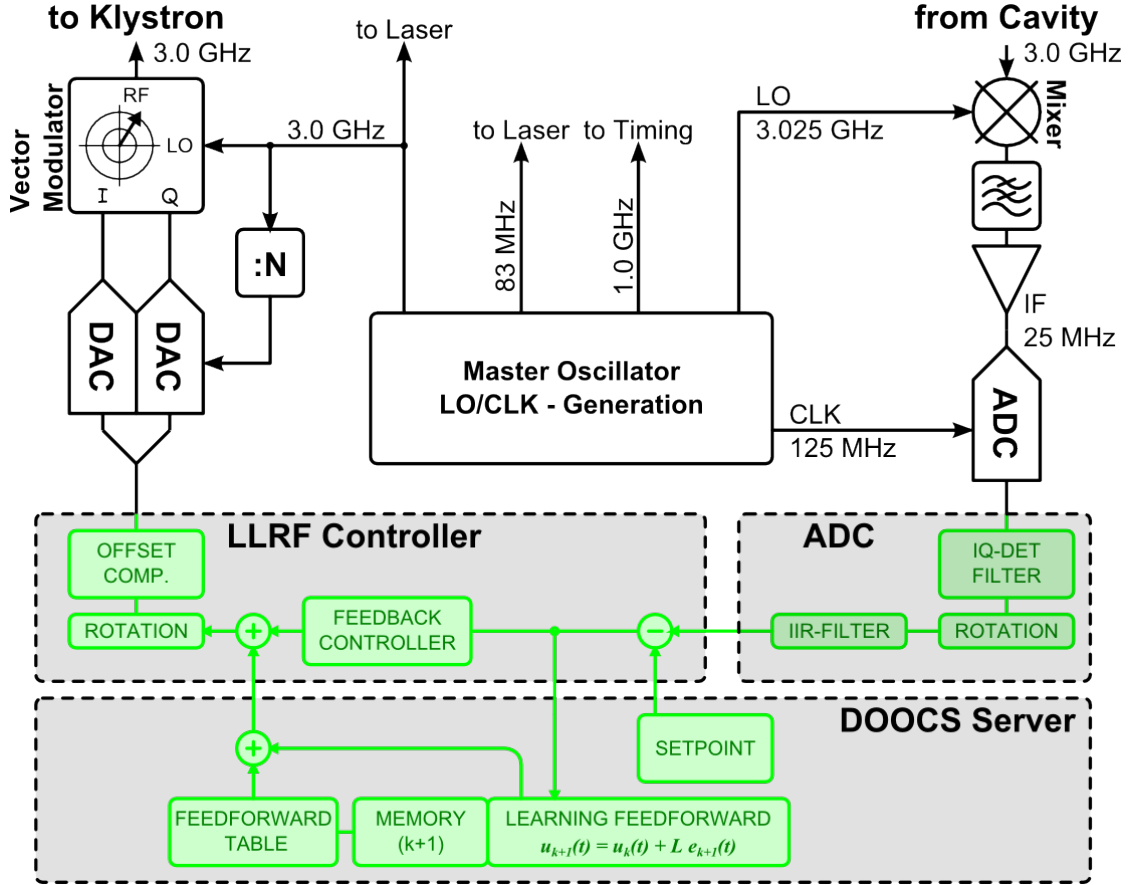 to Klystron
from Cavity
to Laser
3.0 GHz
3.0 GHz
RF
LO
I
Q
Vector
Modulator
3.0 GHz
to Laser
to Timing
83 MHz
1.0 GHz
LO
3.025 GHz
Mixer
:N
DAC
DAC
IF
25 MHz
Master Oscillator
LO/CLK - Generation
CLK
125 MHz
ADC
LLRF Controller
ADC
OFFSET
COMP.
IQ-DET
FILTER
ROTATION
+
FEEDBACK
CONTROLLER
−
IIR-FILTER
ROTATION
DOOCS Server
SETPOINT
+
FEEDFORWARD
TABLE
MEMORY
(k+1)
LEARNING FEEDFORWARD
uₖ₊₁(t) = uₖ(t) + L eₖ₊₁(t)